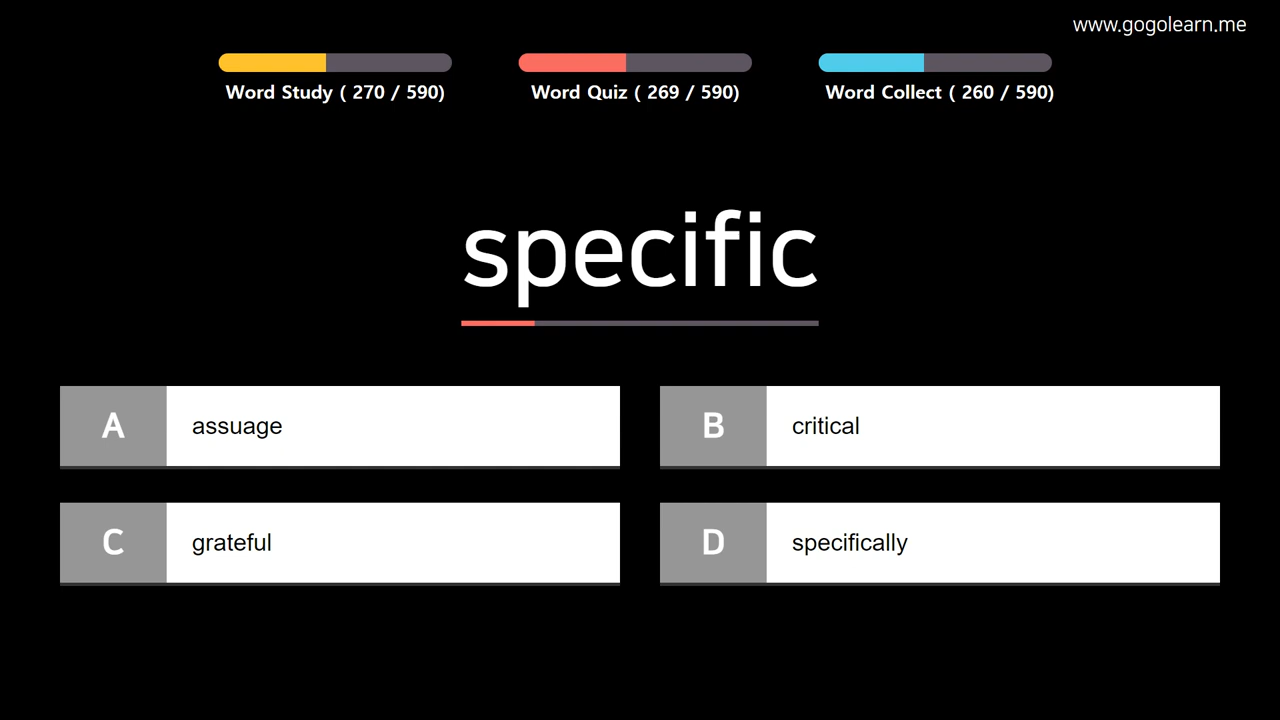 www.gogolearn.me
Word Study ( 270 / 590)
Word Quiz ( 269 / 590)
Word Collect ( 260 / 590)
specific
A assuage
B critical
C grateful
D specifically